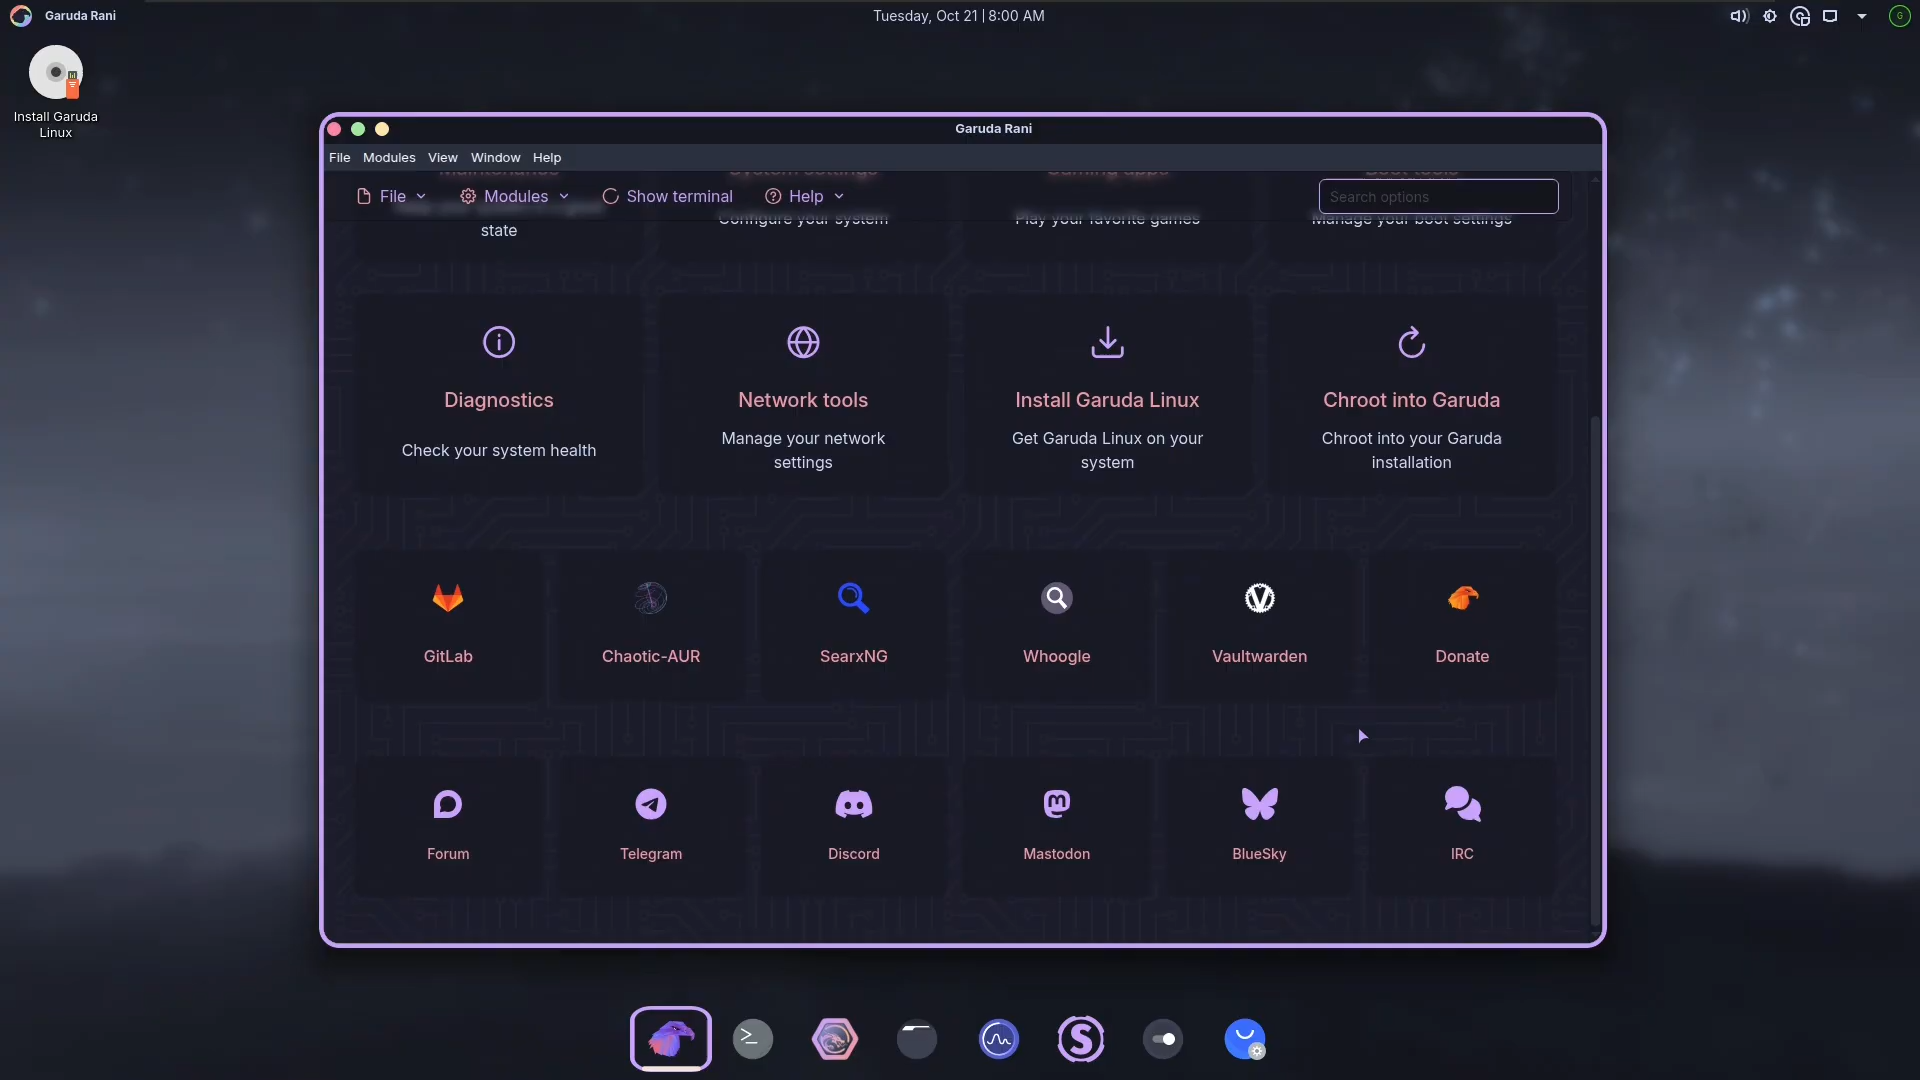 Garuda Rani
Tuesday, Oct 21 | 8:00 AM
Install Garuda
Linux
Garuda Rani
File Modules View Window Help
File Modules Show terminal Help Search options
state
Configure your system
Play your favorite games
Manage your boot settings
Diagnostics
Check your system health
Network tools
Manage your network
settings
Install Garuda Linux
Get Garuda Linux on your
system
Chroot into Garuda
Chroot into your Garuda
installation
GitLab
Chaotic-AUR
SearxNG
Whoogle
Vaultwarden
Donate
Forum
Telegram
Discord
Mastodon
BlueSky
IRC